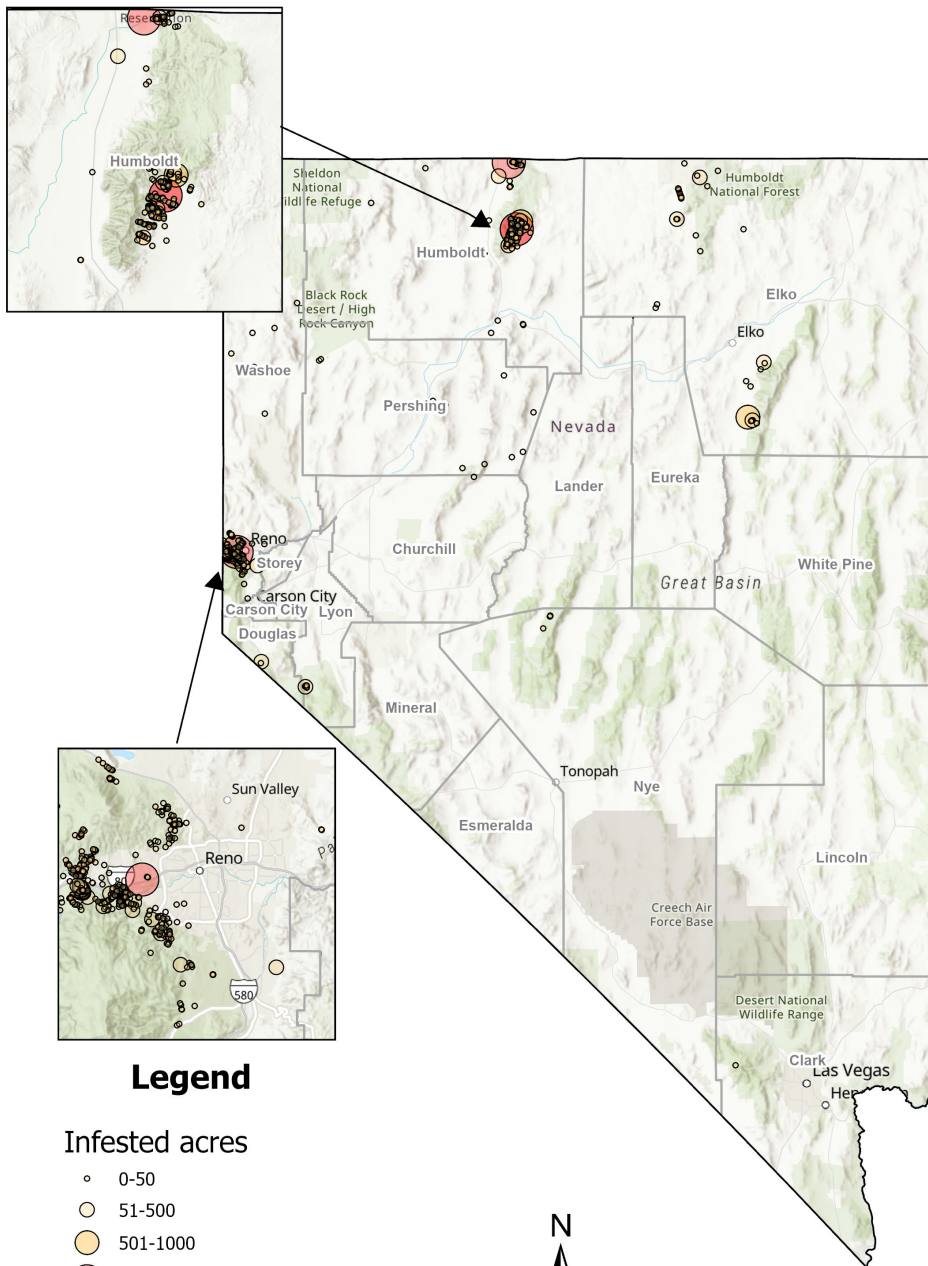 Humboldt
Sheldon
National
Wildlife Refuge
Humboldt
National Forest
Humboldt
Elko
Black Rock
Desert / High
Rock Canyon
Elko
Washoe
Pershing
Nevada
Lander
Eureka
Reno
Storey
Churchill
White Pine
Great Basin
Carson City
Carson City
Lyon
Douglas
Mineral
Tonopah
Nye
Sun Valley
Esmeralda
Reno
Lincoln
Creech Air
Force Base
580
Desert National
Wildlife Range
Clark
Las Vegas
Legend
Infested acres
0-50
51-500
501-1000
N